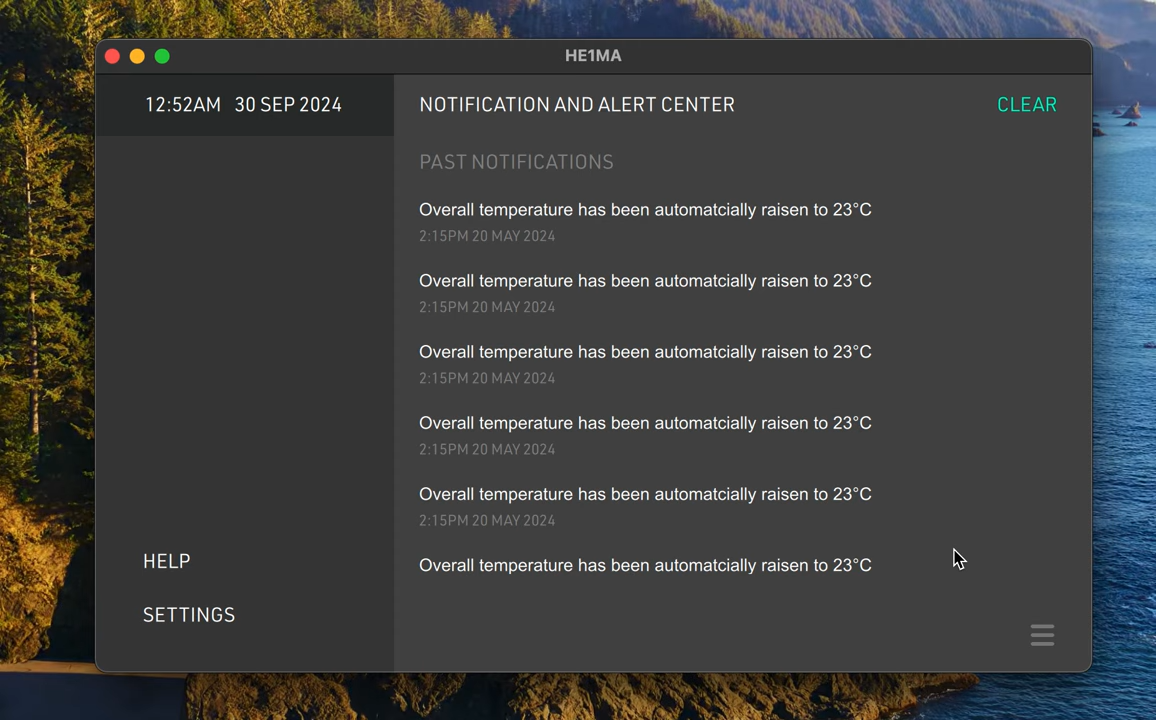 HE1MA
12:52AM 30 SEP 2024
NOTIFICATION AND ALERT CENTER
CLEAR
PAST NOTIFICATIONS
Overall temperature has been automatcially raisen to 23°C
2:15PM 20 MAY 2024
Overall temperature has been automatcially raisen to 23°C
2:15PM 20 MAY 2024
Overall temperature has been automatcially raisen to 23°C
2:15PM 20 MAY 2024
Overall temperature has been automatcially raisen to 23°C
2:15PM 20 MAY 2024
Overall temperature has been automatcially raisen to 23°C
2:15PM 20 MAY 2024
Overall temperature has been automatcially raisen to 23°C
HELP
SETTINGS